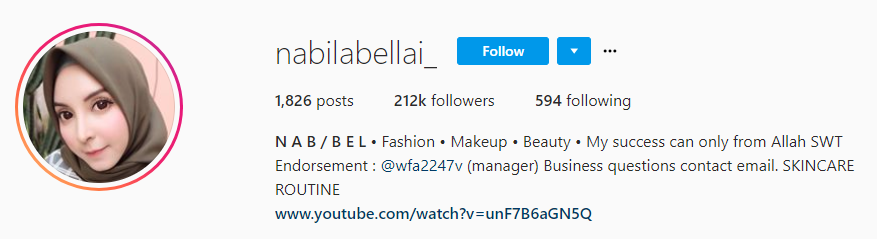 nabilabellai_ Follow
1,826 posts 212k followers 594 following
N A B / B E L • Fashion • Makeup • Beauty • My success can only from Allah SWT
Endorsement : @wfa2247v (manager) Business questions contact email. SKINCARE
ROUTINE
www.youtube.com/watch?v=unF7B6aGN5Q